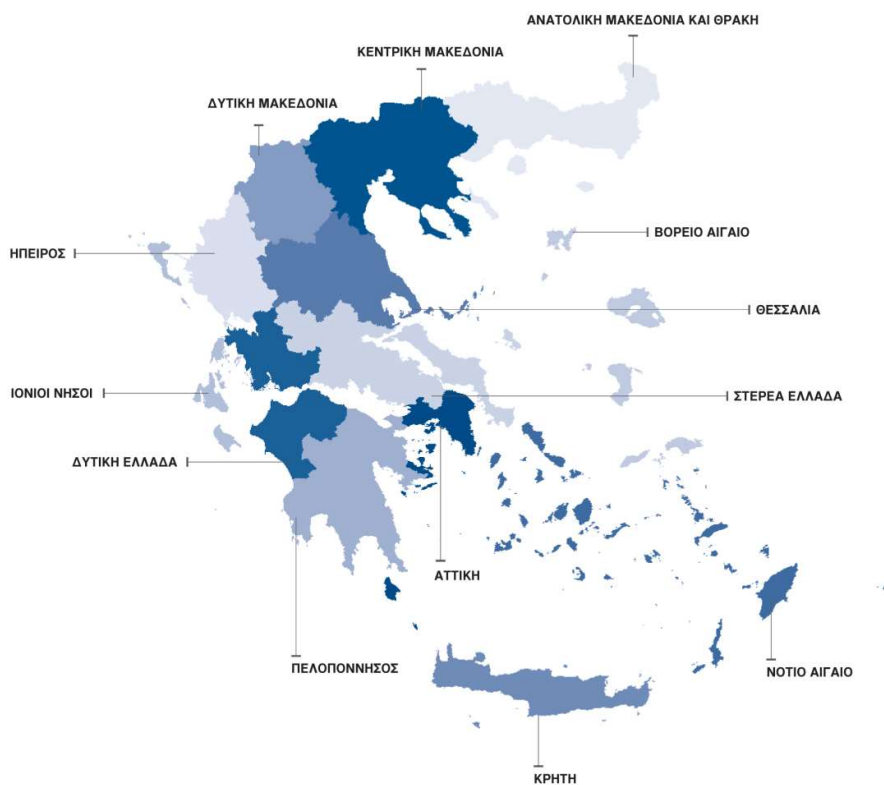 ΑΝΑΤΟΛΙΚΗ ΜΑΚΕΔΟΝΙΑ ΚΑΙ ΘΡΑΚΗ
ΚΕΝΤΡΙΚΗ ΜΑΚΕΔΟΝΙΑ
ΔΥΤΙΚΗ ΜΑΚΕΔΟΝΙΑ
ΒΟΡΕΙΟ ΑΙΓΑΙΟ
ΗΠΕΙΡΟΣ
ΘΕΣΣΑΛΙΑ
ΙΟΝΙΟΙ ΝΗΣΟΙ
ΣΤΕΡΕΑ ΕΛΛΑΔΑ
ΔΥΤΙΚΗ ΕΛΛΑΔΑ
ΑΤΤΙΚΗ
ΠΕΛΟΠΟΝΝΗΣΟΣ
ΝΟΤΙΟ ΑΙΓΑΙΟ
ΚΡΗΤΗ